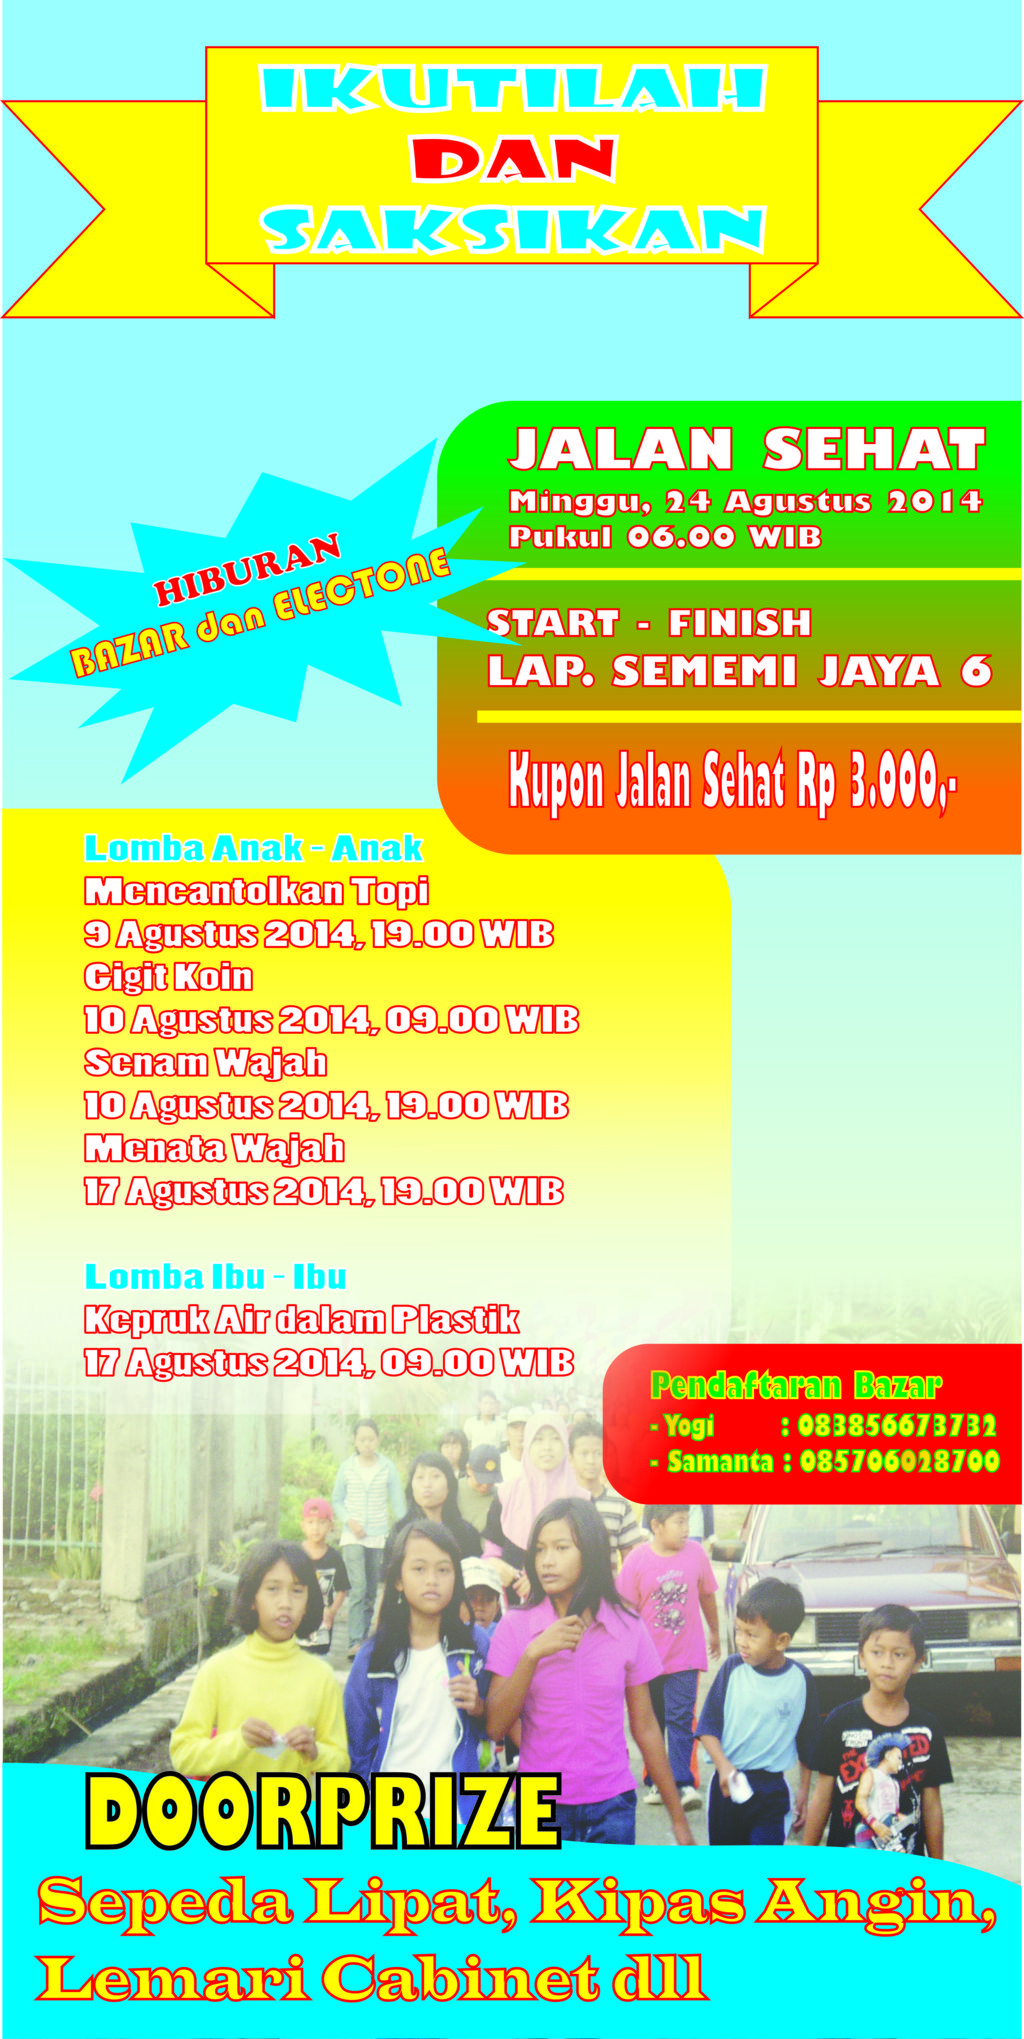 IKUTILAH
DAN
SAKSIKAN
JALAN SEHAT
Minggu, 24 Agustus 2014
Pukul 06.00 WIB
HIBURAN
BAZAR dan ELECTONE
START - FINISH
LAP. SEMEMI JAYA 6
Kupon Jalan Sehat Rp 3.000,-
Lomba Anak - Anak
Mencantolkan Topi
9 Agustus 2014, 19.00 WIB
Gigit Koin
10 Agustus 2014, 09.00 WIB
Senam Wajah
10 Agustus 2014, 19.00 WIB
Menata Wajah
17 Agustus 2014, 19.00 WIB
Lomba Ibu - Ibu
Kepruk Air dalam Plastik
17 Agustus 2014, 09.00 WIB
Pendaftaran Bazar
- Yogi : 083856673732
- Samanta : 085706028700
DOORPRIZE
Sepeda Lipat, Kipas Angin,
Lemari Cabinet dll